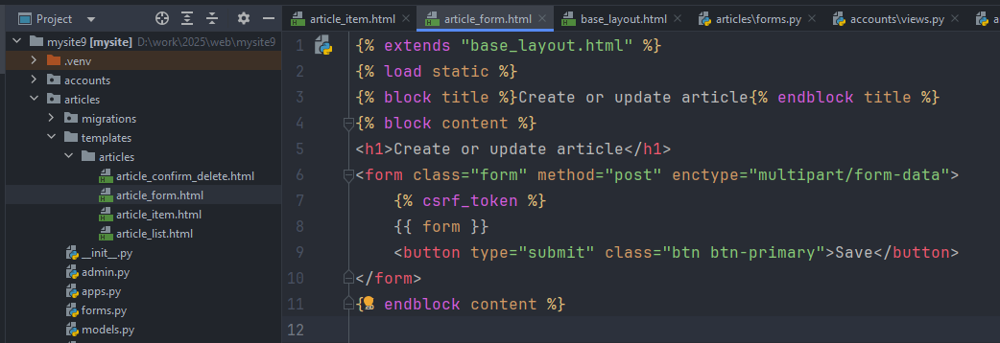 Project
article_item.html
article_form.html
base_layout.html
articles\forms.py
accounts\views.py
a
mysite9 [mysite] D:\work\2025\web\mysite9
.venv
accounts
articles
migrations
templates
articles
article_confirm_delete.html
article_form.html
article_item.html
article_list.html
__init__.py
admin.py
apps.py
forms.py
models.py
1 {% extends "base_layout.html" %}
2 {% load static %}
3 {% block title %}Create or update article{% endblock title %}
4 {% block content %}
5 <h1>Create or update article</h1>
6 <form class="form" method="post" enctype="multipart/form-data">
7 {% csrf_token %}
8 {{ form }}
9 <button type="submit" class="btn btn-primary">Save</button>
10 </form>
11 { endblock content %}
12